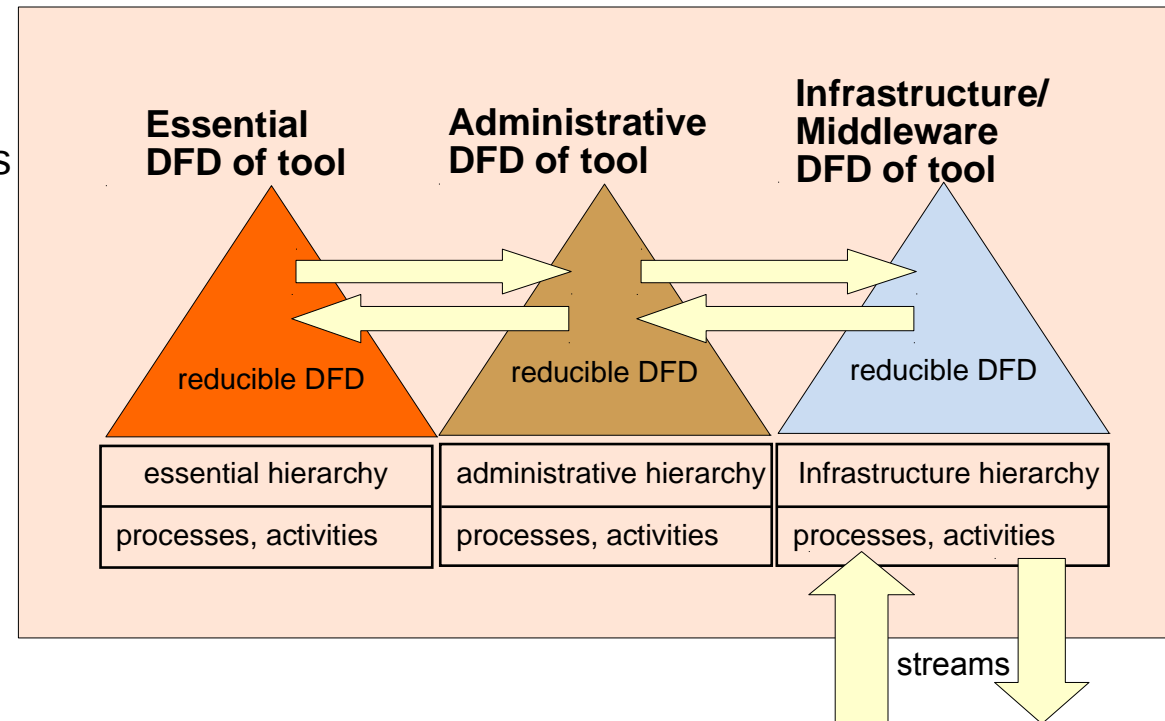 Essential
DFD of tool
Administrative
DFD of tool
Infrastructure/
Middleware
DFD of tool
s
reducible DFD
reducible DFD
reducible DFD
essential hierarchy
administrative hierarchy
Infrastructure hierarchy
processes, activities
processes, activities
processes, activities
streams